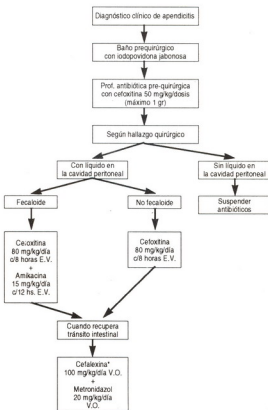 Diagnóstico clínico de apendicitis
Baño prequirúrgico
con iodopovidona jabonosa
Prof. antibiótica pre-quirúrgica
con cefoxitina 50 mg/kg/dosis
(máximo 1 gr)
Según hallazgo quirúrgico
Con líquido en
la cavidad peritoneal
Sin líquido en
la cavidad peritoneal
Fecaloide
No fecaloide
Suspender
antibióticos
Cefoxitina
80 mg/kg/día
c/8 horas E.V.
+
Amikacina
15 mg/kg/día
c/12 hs. E.V.
Cefoxitina
80 mg/kg/día
c/8 horas E.V.
Cuando recupera
tránsito intestinal
Cefalexina*
100 mg/kg/día V.O.
+
Metronidazol
20 mg/kg/día
V.O.